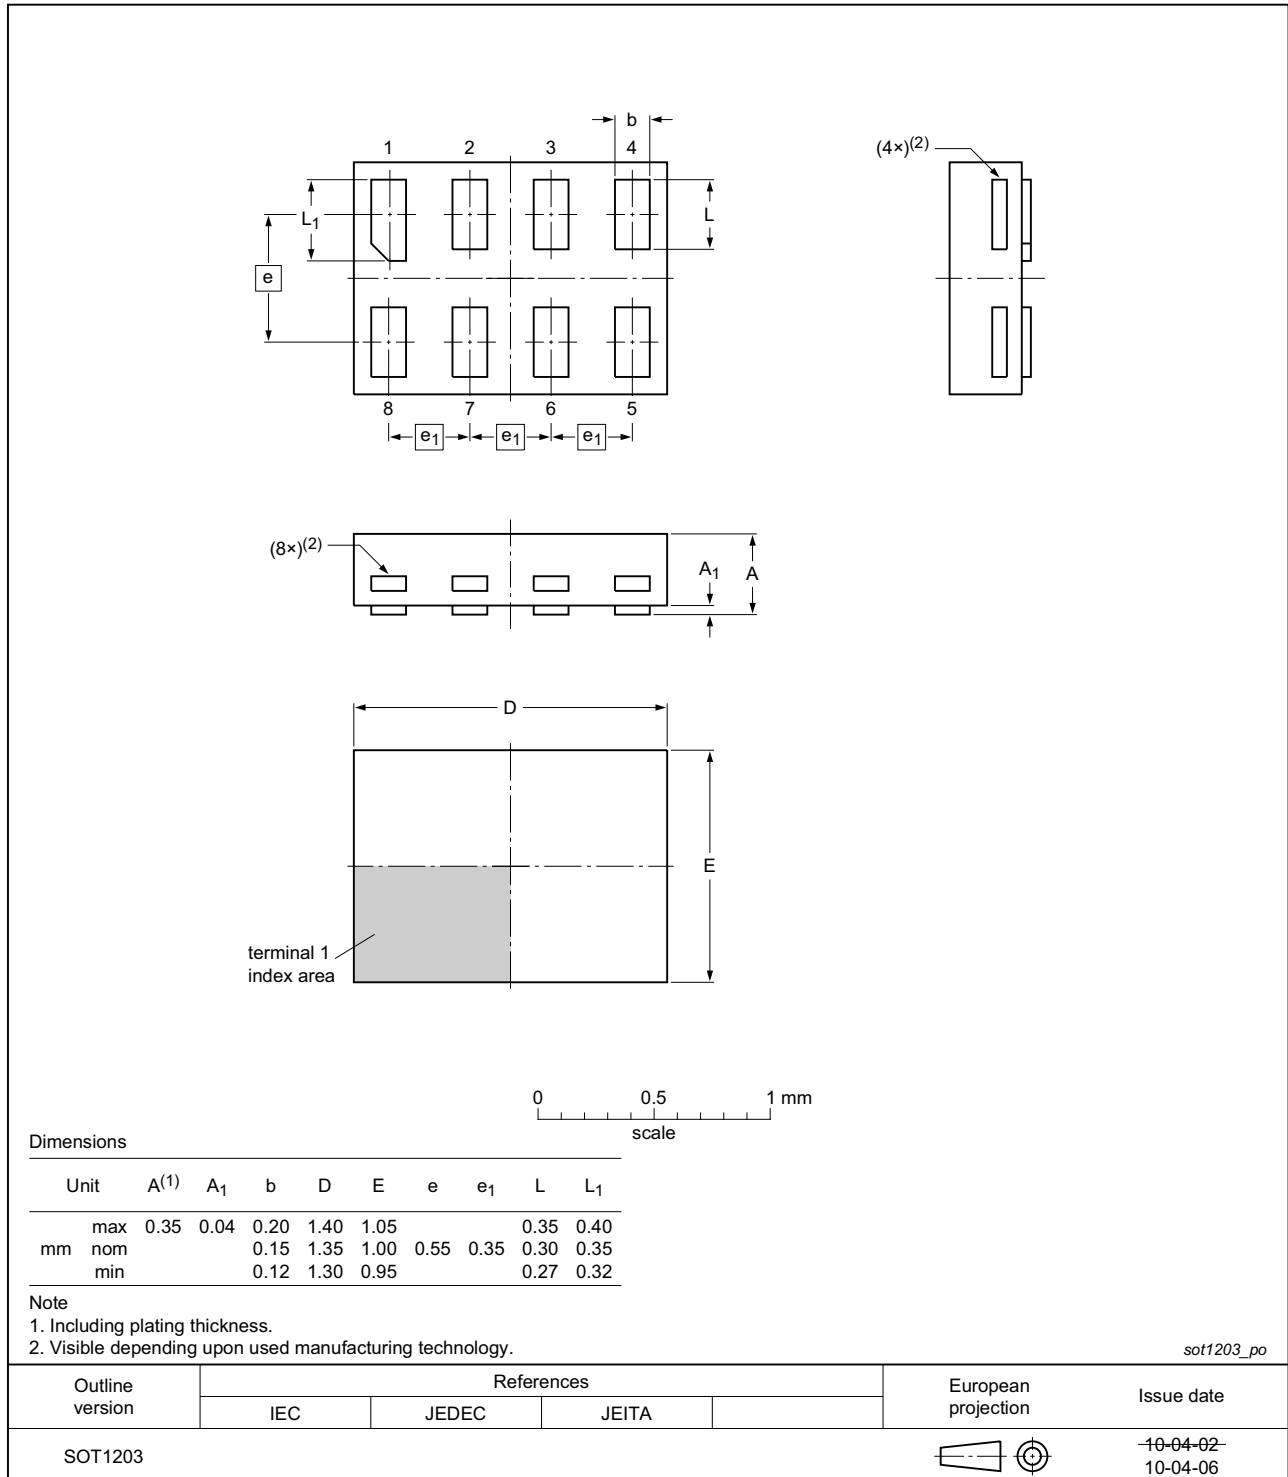 b
1 2 3 4
(4×)(2)
L1
L
e
8 7 6 5
e1 e1 e1
(8×)(2)
A1 A
D
E
terminal 1
index area
0 0.5 1 mm
scale
Dimensions
Unit A(1) A1 b D E e e1 L L1
max 0.35 0.04 0.20 1.40 1.05 0.35 0.40
mm nom 0.15 1.35 1.00 0.55 0.35 0.30 0.35
min 0.12 1.30 0.95 0.27 0.32
Note
1. Including plating thickness.
2. Visible depending upon used manufacturing technology.
sot1203_po
Outline version References European projection Issue date
IEC JEDEC JEITA
SOT1203 10-04-02
10-04-06